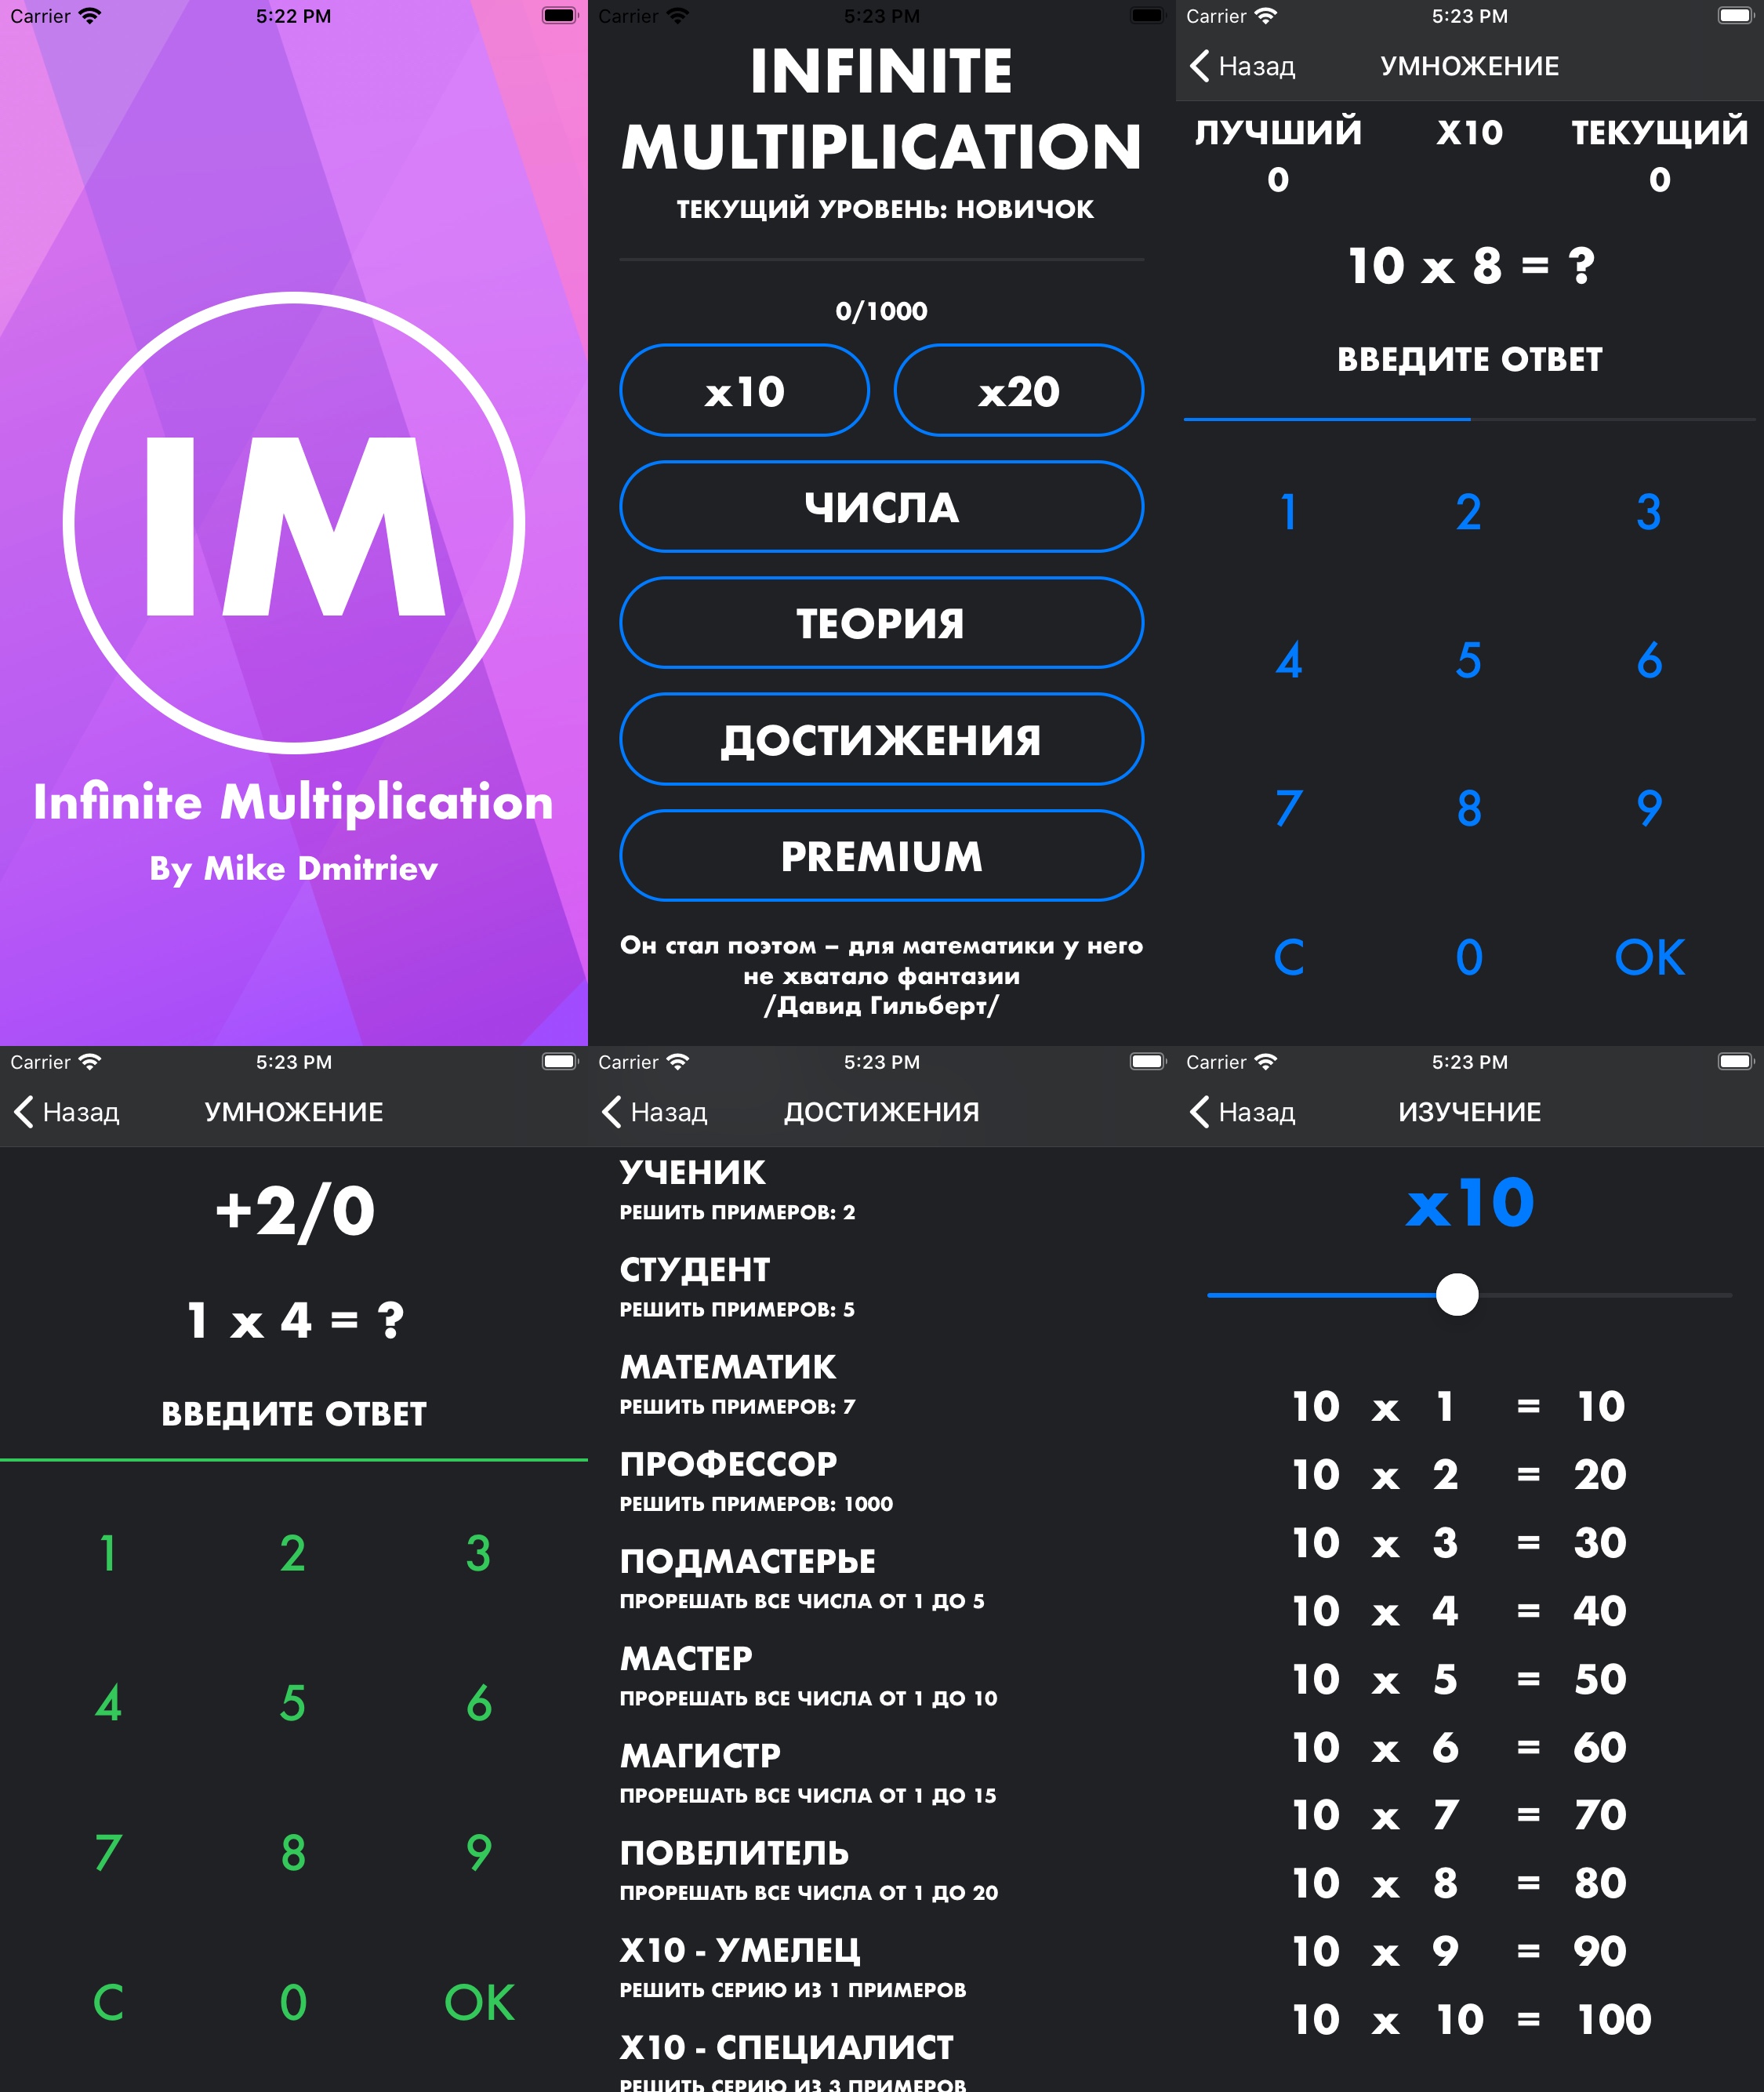 Carrier 5:22 PM
IM
Infinite Multiplication
By Mike Dmitriev
Carrier 5:23 PM
INFINITE
MULTIPLICATION
ТЕКУЩИЙ УРОВЕНЬ: НОВИЧОК
0/1000
x10 x20
ЧИСЛА
ТЕОРИЯ
ДОСТИЖЕНИЯ
PREMIUM
Он стал поэтом – для математики у него
не хватало фантазии
/Давид Гильберт/
Carrier 5:23 PM
Назад УМНОЖЕНИЕ
ЛУЧШИЙ X10 ТЕКУЩИЙ
0 0
10 x 8 = ?
ВВЕДИТЕ ОТВЕТ
1 2 3
4 5 6
7 8 9
C 0 OK
Carrier 5:23 PM
Назад УМНОЖЕНИЕ
+2/0
1 x 4 = ?
ВВЕДИТЕ ОТВЕТ
1 2 3
4 5 6
7 8 9
C 0 OK
Carrier 5:23 PM
Назад ДОСТИЖЕНИЯ
УЧЕНИК
РЕШИТЬ ПРИМЕРОВ: 2
СТУДЕНТ
РЕШИТЬ ПРИМЕРОВ: 5
МАТЕМАТИК
РЕШИТЬ ПРИМЕРОВ: 7
ПРОФЕССОР
РЕШИТЬ ПРИМЕРОВ: 1000
ПОДМАСТЕРЬЕ
ПРОРЕШАТЬ ВСЕ ЧИСЛА ОТ 1 ДО 5
МАСТЕР
ПРОРЕШАТЬ ВСЕ ЧИСЛА ОТ 1 ДО 10
МАГИСТР
ПРОРЕШАТЬ ВСЕ ЧИСЛА ОТ 1 ДО 15
ПОВЕЛИТЕЛЬ
ПРОРЕШАТЬ ВСЕ ЧИСЛА ОТ 1 ДО 20
X10 - УМЕЛЕЦ
РЕШИТЬ СЕРИЮ ИЗ 1 ПРИМЕРОВ
X10 - СПЕЦИАЛИСТ
РЕШИТЬ СЕРИЮ ИЗ 3 ПРИМЕРОВ
Carrier 5:23 PM
Назад ИЗУЧЕНИЕ
x10
10 x 1 = 10
10 x 2 = 20
10 x 3 = 30
10 x 4 = 40
10 x 5 = 50
10 x 6 = 60
10 x 7 = 70
10 x 8 = 80
10 x 9 = 90
10 x 10 = 100